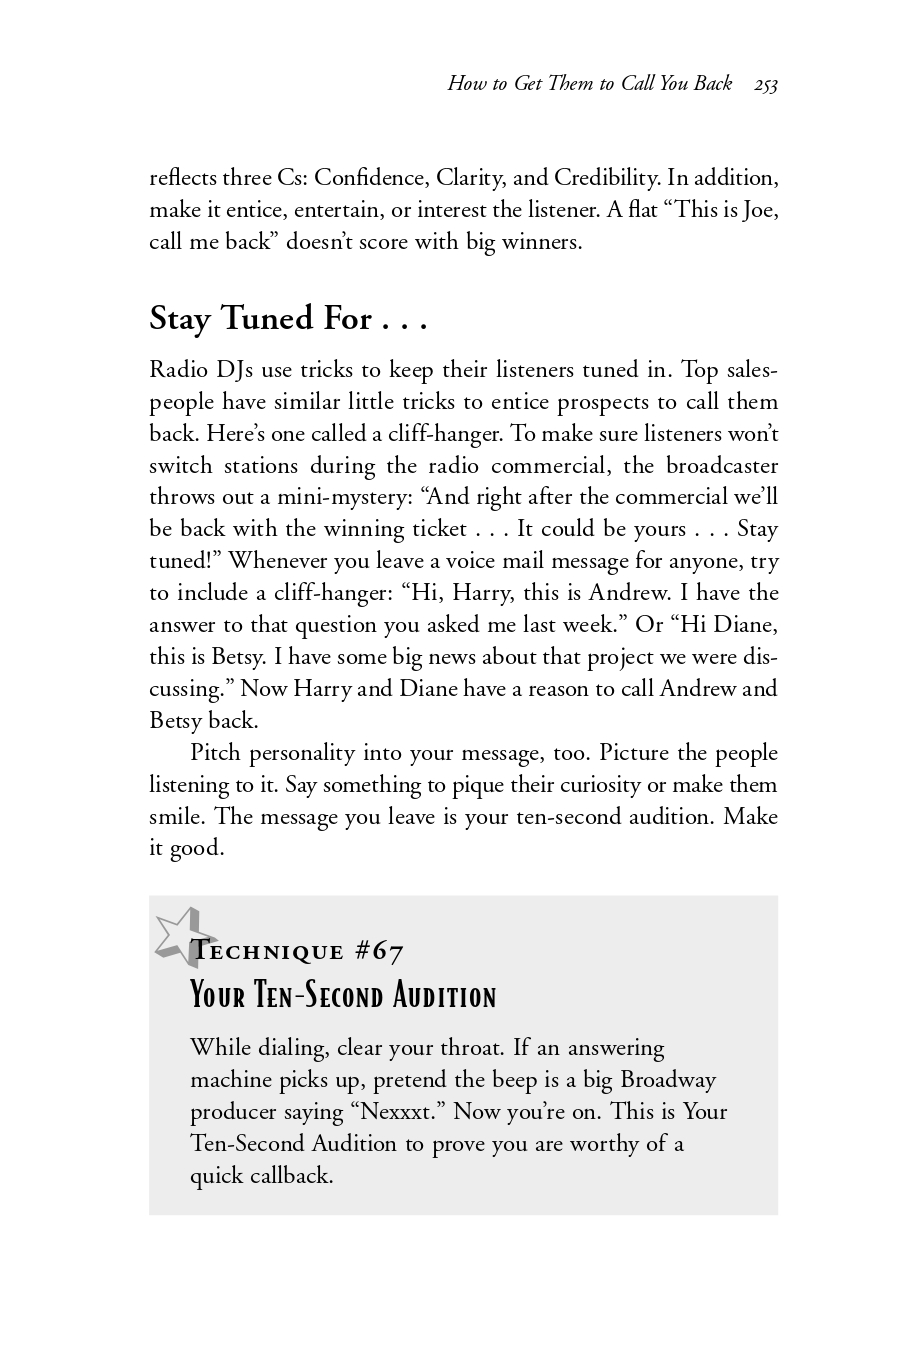 How to Get Them to Call You Back 253
reflects three Cs: Confidence, Clarity, and Credibility. In addition,
make it entice, entertain, or interest the listener. A flat “This is Joe,
call me back” doesn’t score with big winners.
Stay Tuned For . . .
Radio DJs use tricks to keep their listeners tuned in. Top sales-
people have similar little tricks to entice prospects to call them
back. Here’s one called a cliff-hanger. To make sure listeners won’t
switch stations during the radio commercial, the broadcaster
throws out a mini-mystery: “And right after the commercial we’ll
be back with the winning ticket . . . It could be yours . . . Stay
tuned!” Whenever you leave a voice mail message for anyone, try
to include a cliff-hanger: “Hi, Harry, this is Andrew. I have the
answer to that question you asked me last week.” Or “Hi Diane,
this is Betsy. I have some big news about that project we were dis-
cussing.” Now Harry and Diane have a reason to call Andrew and
Betsy back.
Pitch personality into your message, too. Picture the people
listening to it. Say something to pique their curiosity or make them
smile. The message you leave is your ten-second audition. Make
it good.
Technique #67
Your Ten-Second Audition
While dialing, clear your throat. If an answering
machine picks up, pretend the beep is a big Broadway
producer saying “Nexxxt.” Now you’re on. This is Your
Ten-Second Audition to prove you are worthy of a
quick callback.